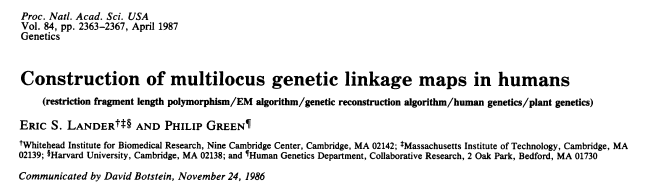 Proc. Natl. Acad. Sci. USA
Vol. 84, pp. 2363-2367, April 1987
Genetics
Construction of multilocus genetic linkage maps in humans
(restriction fragment length polymorphism/EM algorithm/genetic reconstruction algorithm/human genetics/plant genetics)
ERIC S. LANDER†‡§ AND PHILIP GREEN¶
†Whitehead Institute for Biomedical Research, Nine Cambridge Center, Cambridge, MA 02142; ‡Massachusetts Institute of Technology, Cambridge, MA
02139; §Harvard University, Cambridge, MA 02138; and ¶Human Genetics Department, Collaborative Research, 2 Oak Park, Bedford, MA 01730
Communicated by David Botstein, November 24, 1986